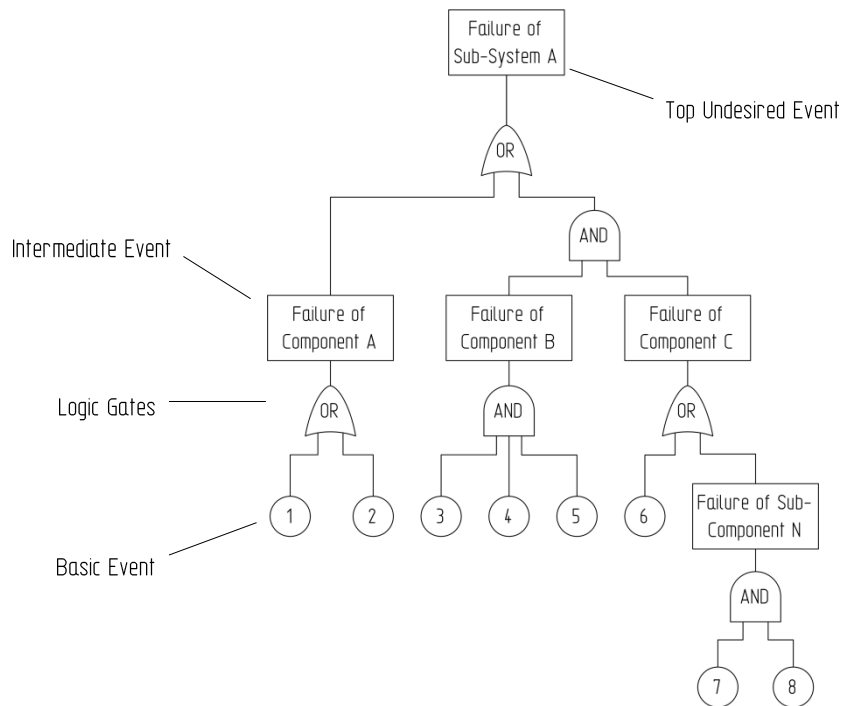 Failure of
Sub-System A
Top Undesired Event
OR
AND
Intermediate Event
Failure of
Component A
Failure of
Component B
Failure of
Component C
Logic Gates
OR
AND
OR
1
2
3
4
5
6
Failure of Sub-
Component N
Basic Event
AND
7
8